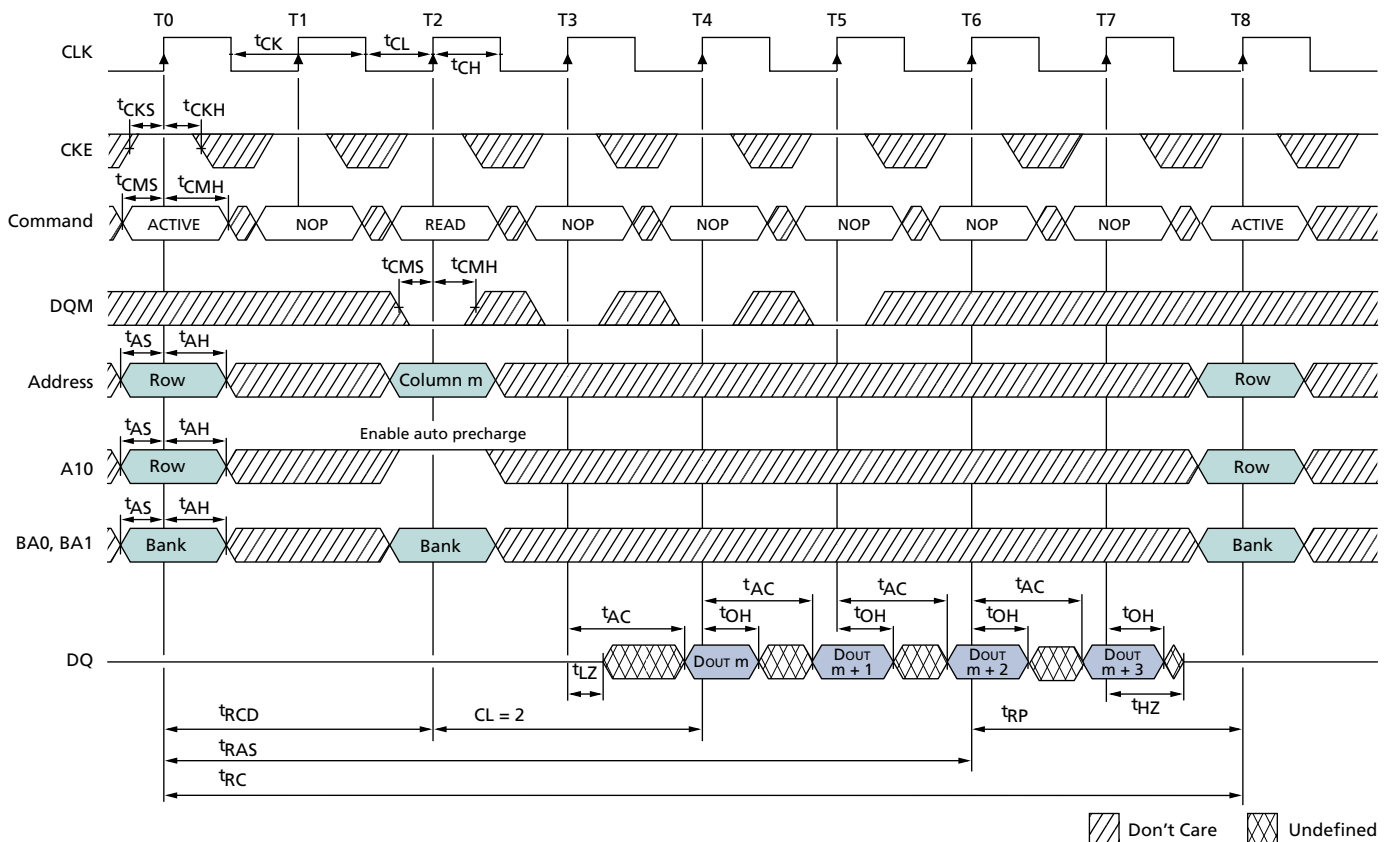 T0 T1 T2 T3 T4 T5 T6 T7 T8
CLK
tCK tCL
tCH
tCKS tCKH
CKE
tCMS tCMH
Command ACTIVE NOP READ NOP NOP NOP NOP NOP ACTIVE
tCMS tCMH
DQM
tAS tAH
Address Row Column m Row
tAS tAH Enable auto precharge
A10 Row Row
tAS tAH
BA0, BA1 Bank Bank Bank
tAC tAC tAC
tAC tOH tOH tOH tOH
DQ DOUT m DOUT m + 1 DOUT m + 2 DOUT m + 3
tLZ tHZ
tRCD CL = 2 tRP
tRAS
tRC
Don't Care Undefined